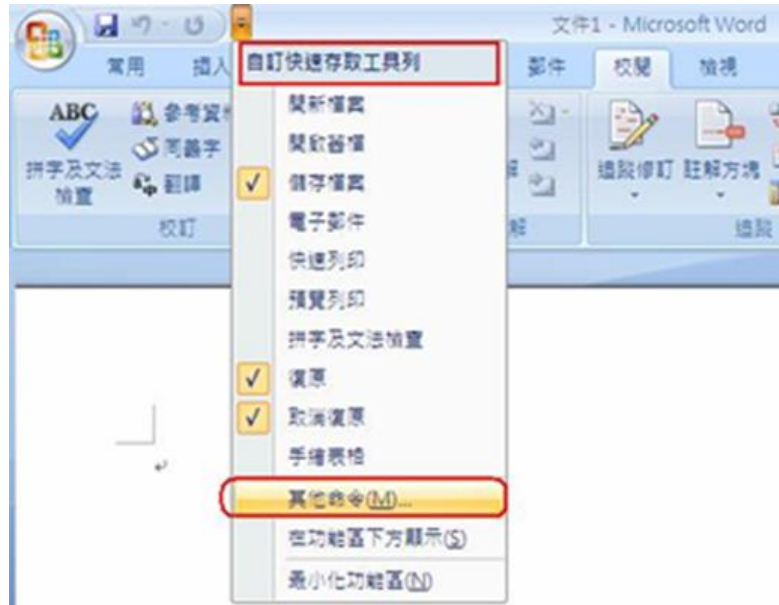 文件1 - Microsoft Word
常用
插入
郵件
校閱
檢視
ABC
拼字及文法
檢查
參考資料
同義字
翻譯
校訂
追蹤修訂
註解方塊
追蹤
自訂快速存取工具列
開新檔案
開啟舊檔
儲存檔案
電子郵件
快速列印
預覽列印
拼字及文法檢查
復原
取消復原
手繪表格
其他命令(M)...
在功能區下方顯示(S)
最小化功能區(N)